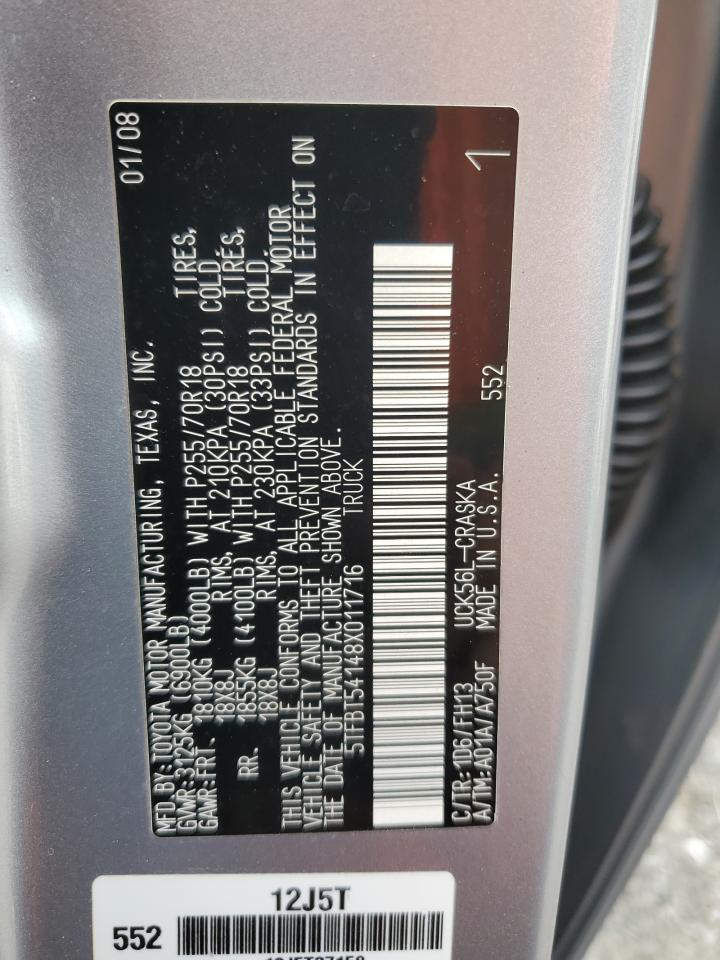 MFD.BY:TOYOTA MOTOR MANUFACTURING, TEXAS, INC. 01/08
GVWR:3125KG (6900LB)
GAWR:FRT. 1810KG (4000LB) WITH P255/70R18 TIRES,
18X8J RIMS, AT 210KPA (30PSI) COLD.
RR. 1855KG (4100LB) WITH P255/70R18 TIRES,
18X8J RIMS, AT 230KPA (33PSI) COLD.
THIS VEHICLE CONFORMS TO ALL APPLICABLE FEDERAL MOTOR
VEHICLE SAFETY AND THEFT PREVENTION STANDARDS IN EFFECT ON
THE DATE OF MANUFACTURE SHOWN ABOVE.
5TFBT54148X011716 TRUCK
C/TR:1D6/FH13 UCK56L-CRASKA 552
A/TM:A01A/A750F MADE IN U.S.A. 1
12J5T
552